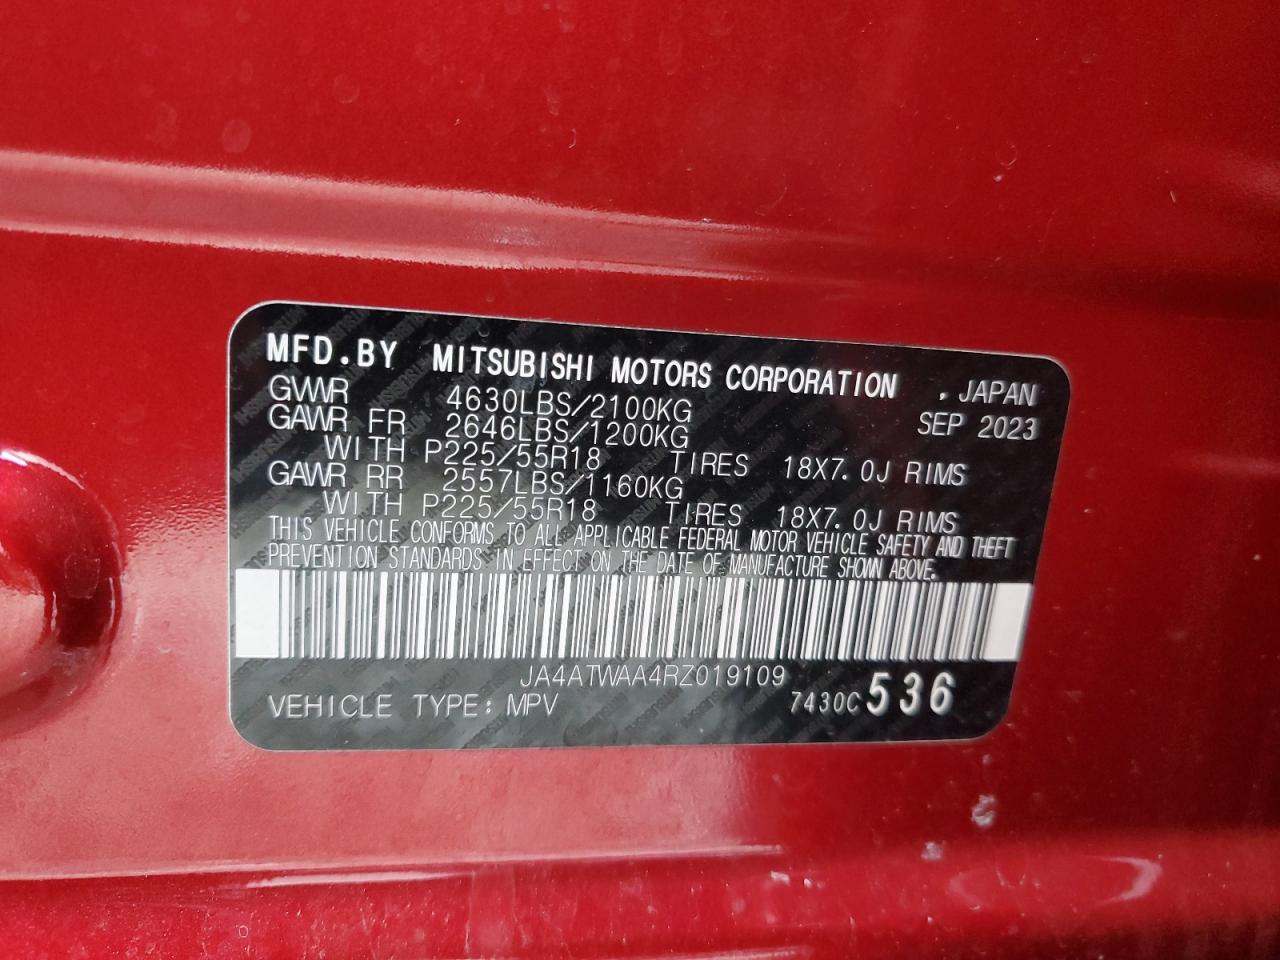 MFD.BY MITSUBISHI MOTORS CORPORATION , JAPAN
GVWR 4630LBS/2100KG SEP 2023
GAWR FR 2646LBS/1200KG
WITH P225/55R18 TIRES 18X7.0J RIMS
GAWR RR 2557LBS/1160KG
WITH P225/55R18 TIRES 18X7.0J RIMS
THIS VEHICLE CONFORMS TO ALL APPLICABLE FEDERAL MOTOR VEHICLE SAFETY AND THEFT
PREVENTION STANDARDS IN EFFECT ON THE DATE OF MANUFACTURE SHOWN ABOVE.
JA4ATWAA4RZ019109
VEHICLE TYPE: MPV 7430C 536